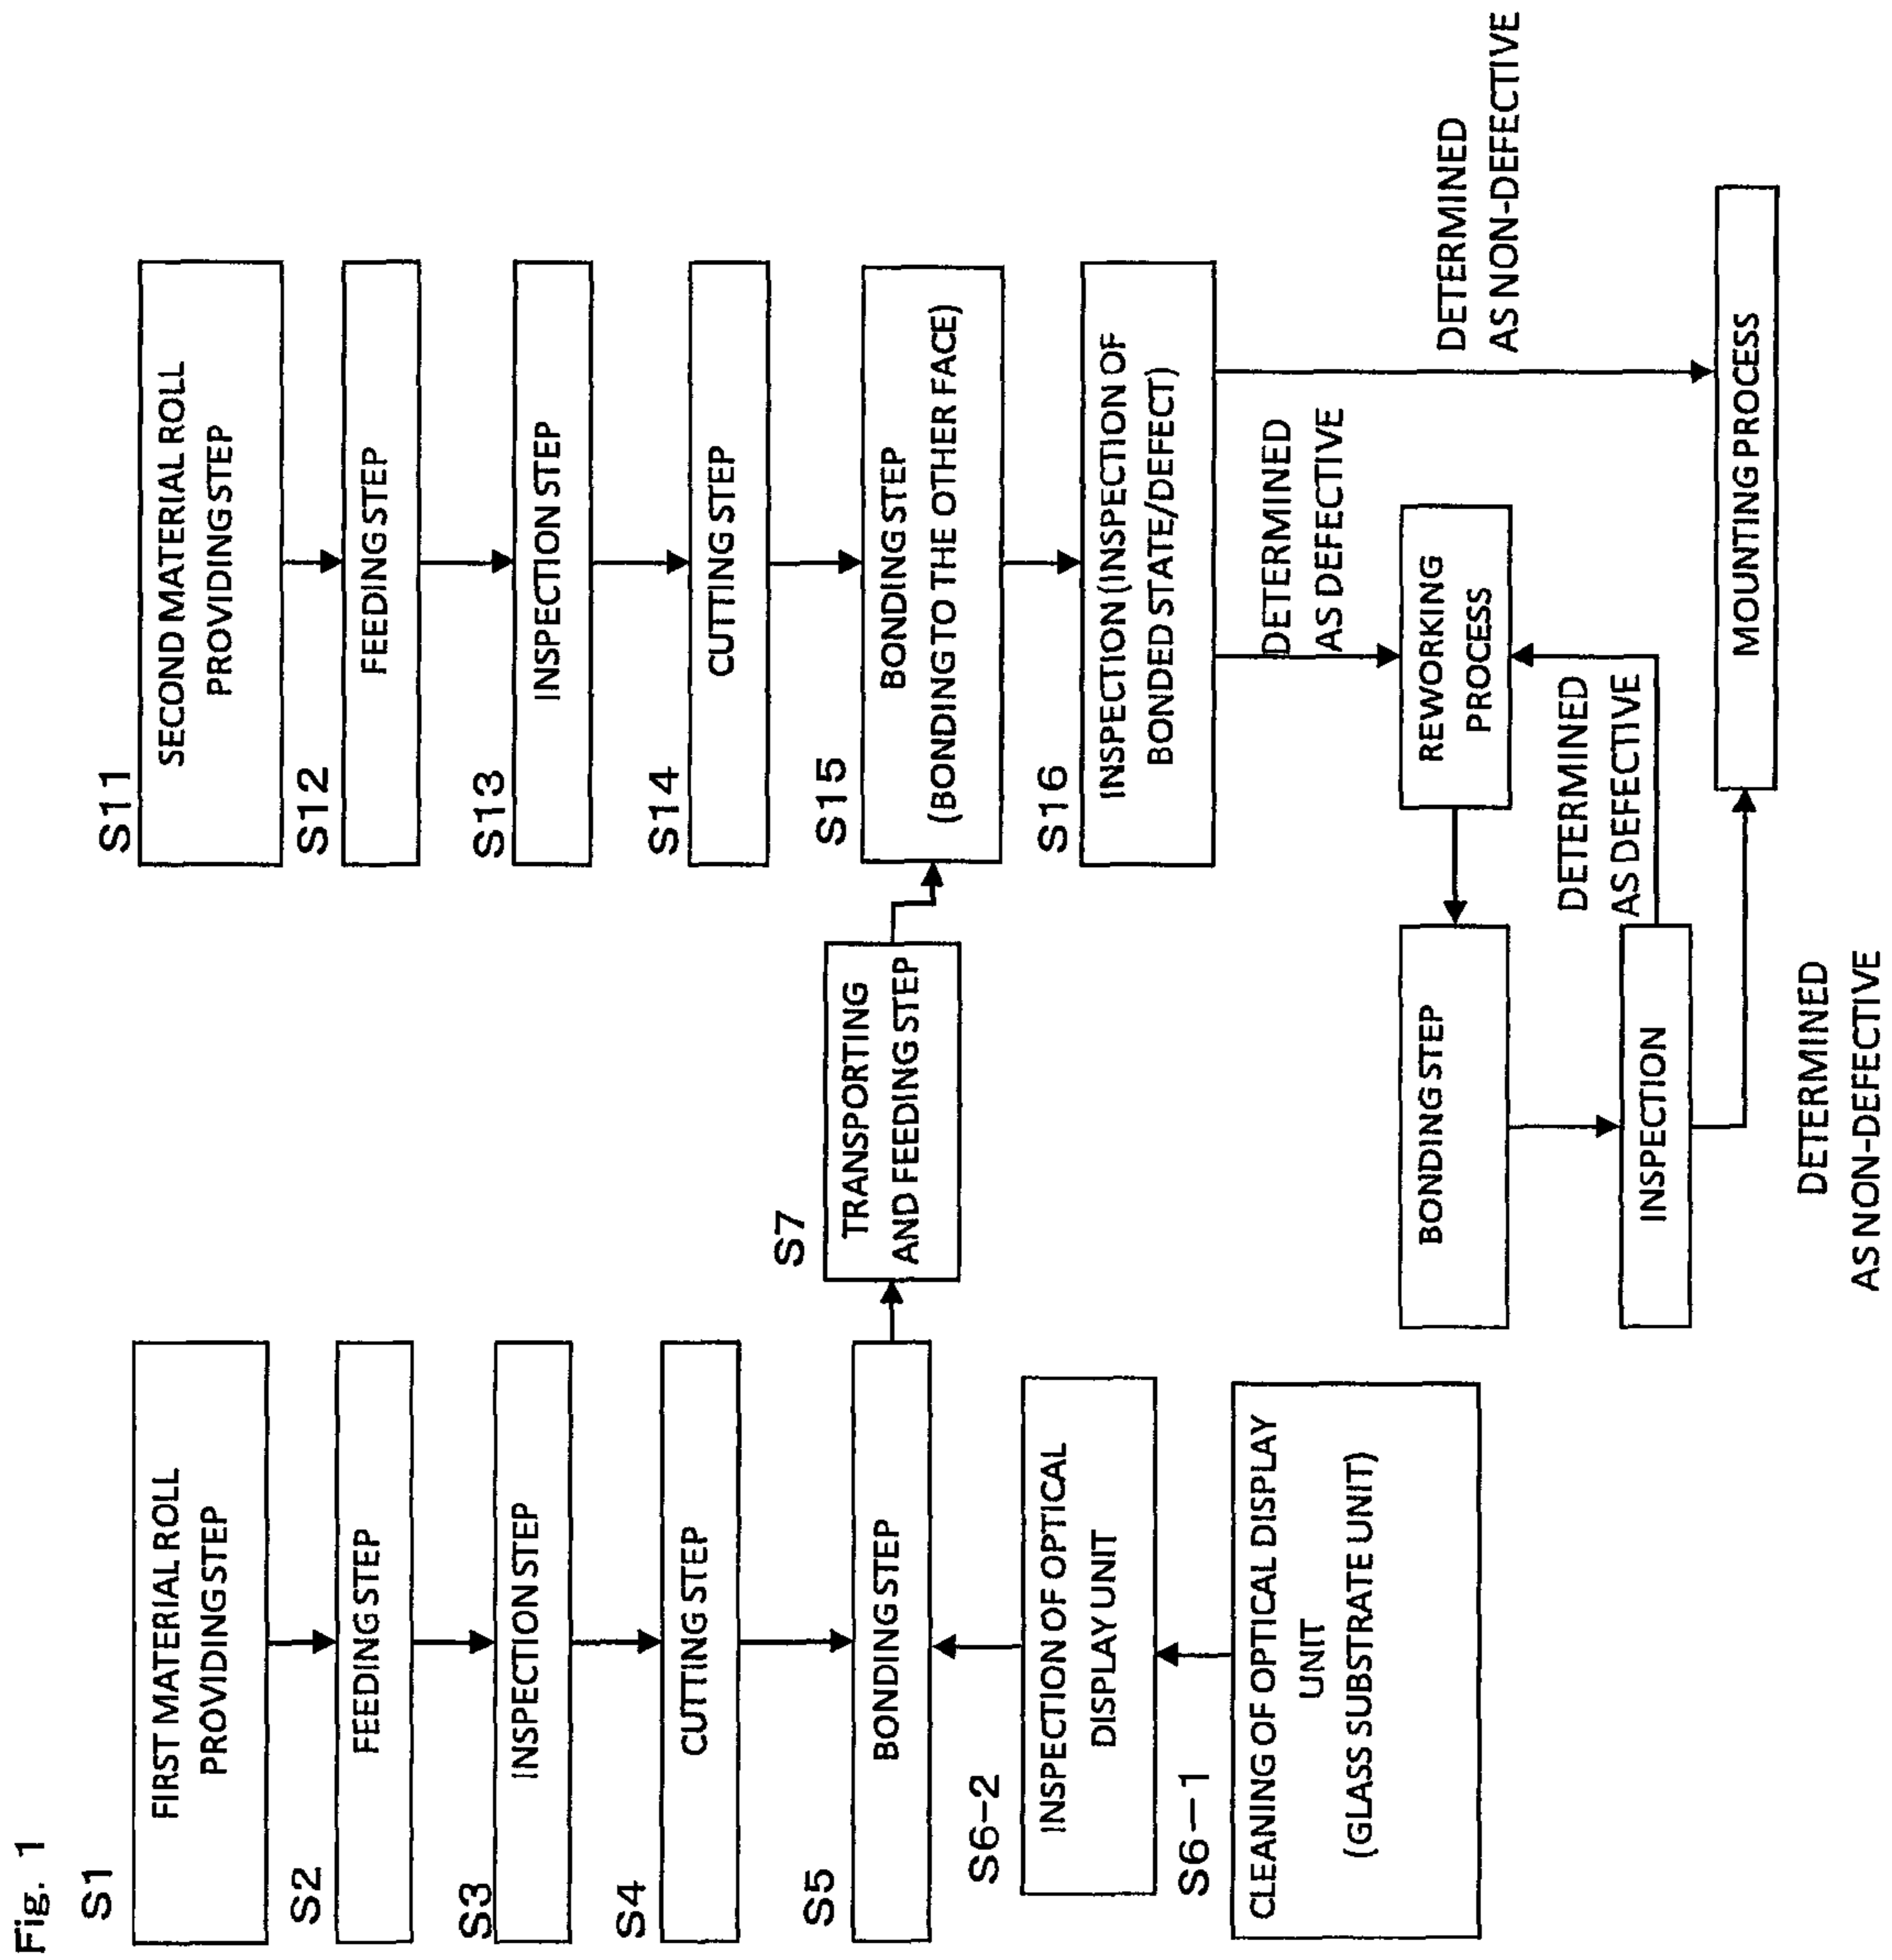 Fig. 1
S1
FIRST MATERIAL ROLL
PROVIDING STEP
S2
FEEDING STEP
S3
INSPECTION STEP
S4
CUTTING STEP
S5
BONDING STEP
S6-2
INSPECTION OF OPTICAL
DISPLAY UNIT
S6-1
CLEANING OF OPTICAL DISPLAY
UNIT
(GLASS SUBSTRATE UNIT)
S7
TRANSPORTING
AND FEEDING STEP
S11
SECOND MATERIAL ROLL
PROVIDING STEP
S12
FEEDING STEP
S13
INSPECTION STEP
S14
CUTTING STEP
S15
BONDING STEP
(BONDING TO THE OTHER FACE)
S16
INSPECTION (INSPECTION OF
BONDED STATE/DEFECT)
DETERMINED
AS DEFECTIVE
DETERMINED
AS NON-DEFECTIVE
REWORKING
PROCESS
BONDING STEP
DETERMINED
AS DEFECTIVE
INSPECTION
MOUNTING PROCESS
DETERMINED
AS NON-DEFECTIVE